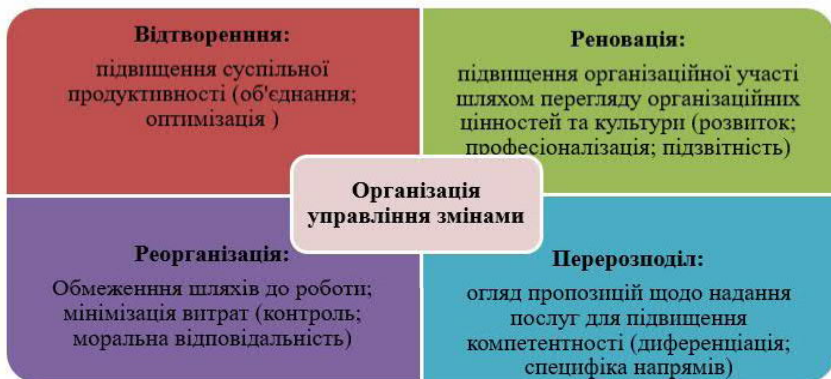 Відтворенння:
підвищення суспільної
продуктивності (об'єднання;
оптимізація )
Реновація:
підвищення організаційної участі
шляхом перегляду організаційних
цінностей та культури (розвиток;
професіоналізація; підзвітність)
Організація
управління змінами
Реорганізація:
Обмеженння шляхів до роботи;
мінімізація витрат (контроль;
моральна відповідальність)
Перерозподіл:
огляд пропозицій щодо надання
послуг для підвищення
компетентності (диференціація;
специфіка напрямів)